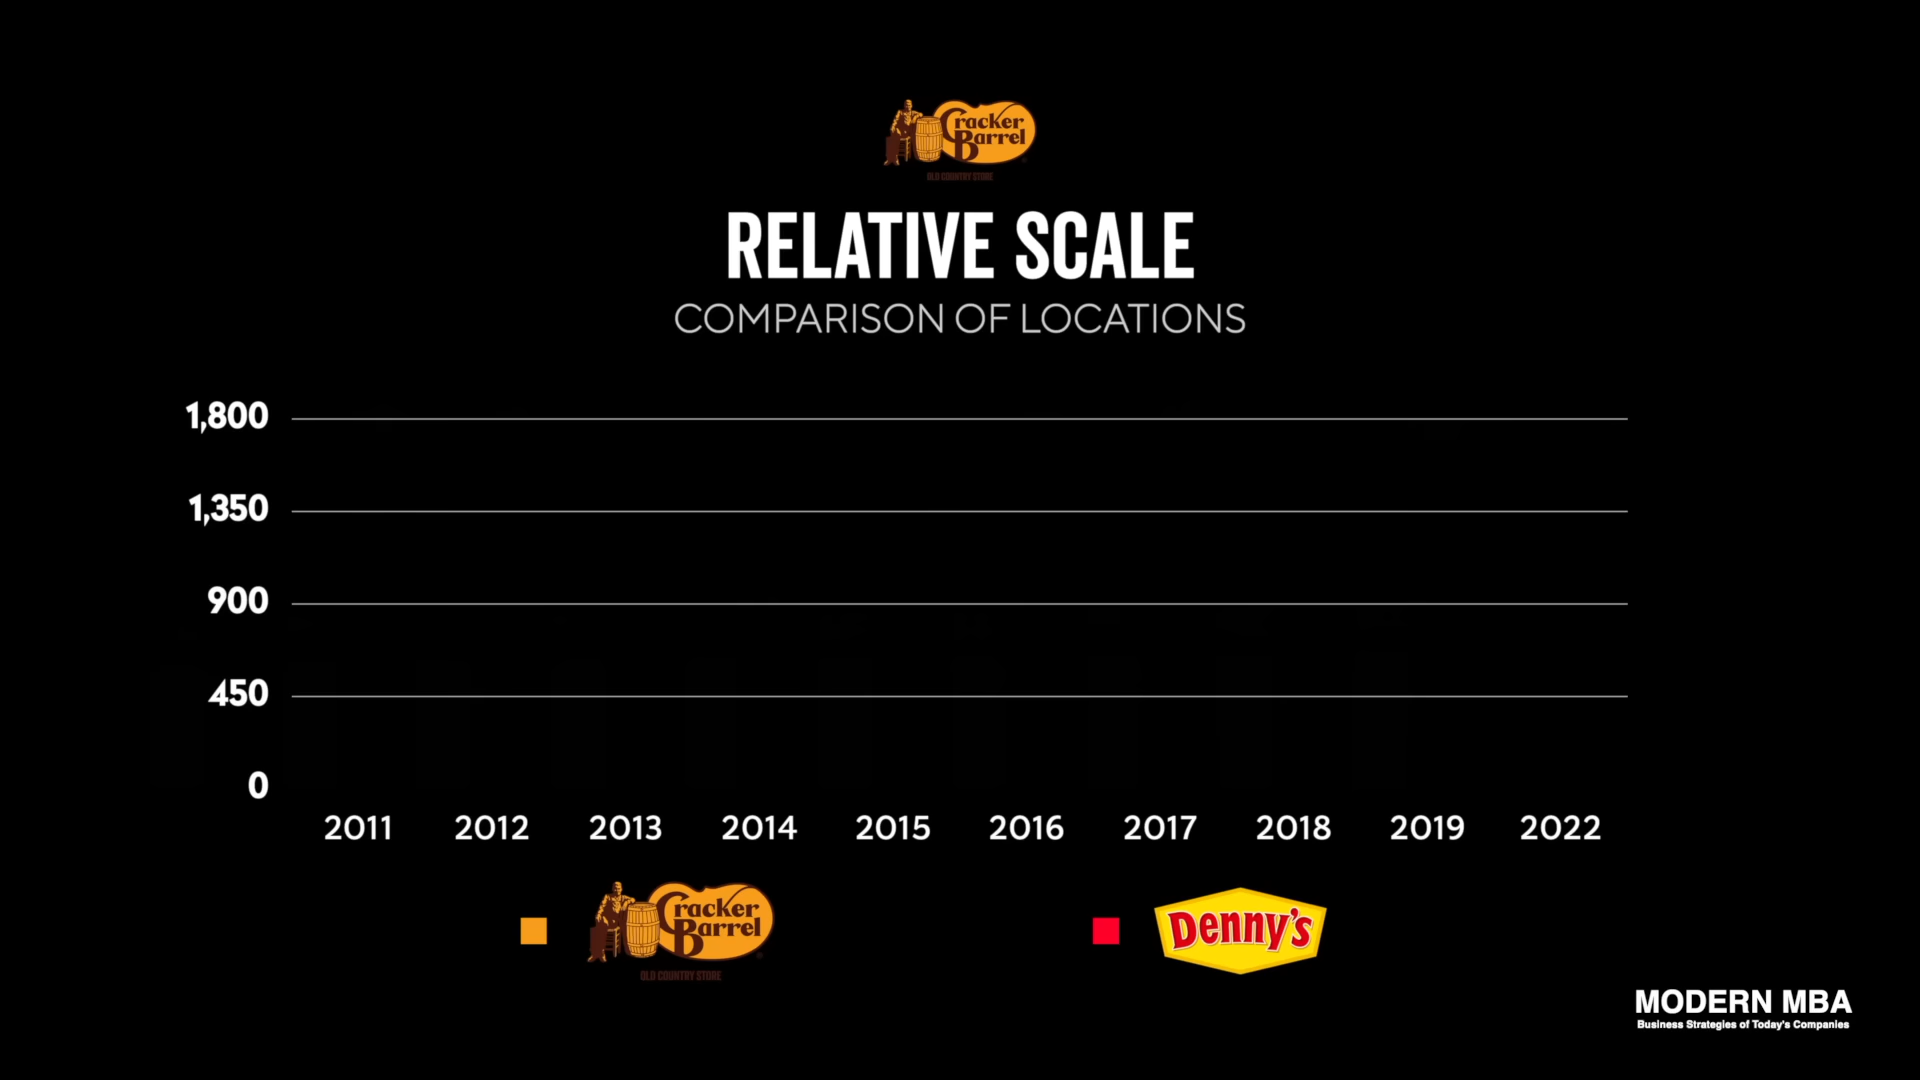 Cracker
Barrel
OLD COUNTRY STORE
RELATIVE SCALE
COMPARISON OF LOCATIONS
1,800
1,350
900
450
0
2011 2012 2013 2014 2015 2016 2017 2018 2019 2022
Cracker
Barrel
OLD COUNTRY STORE
Denny's
MODERN MBA
Business Strategies of Today's Companies